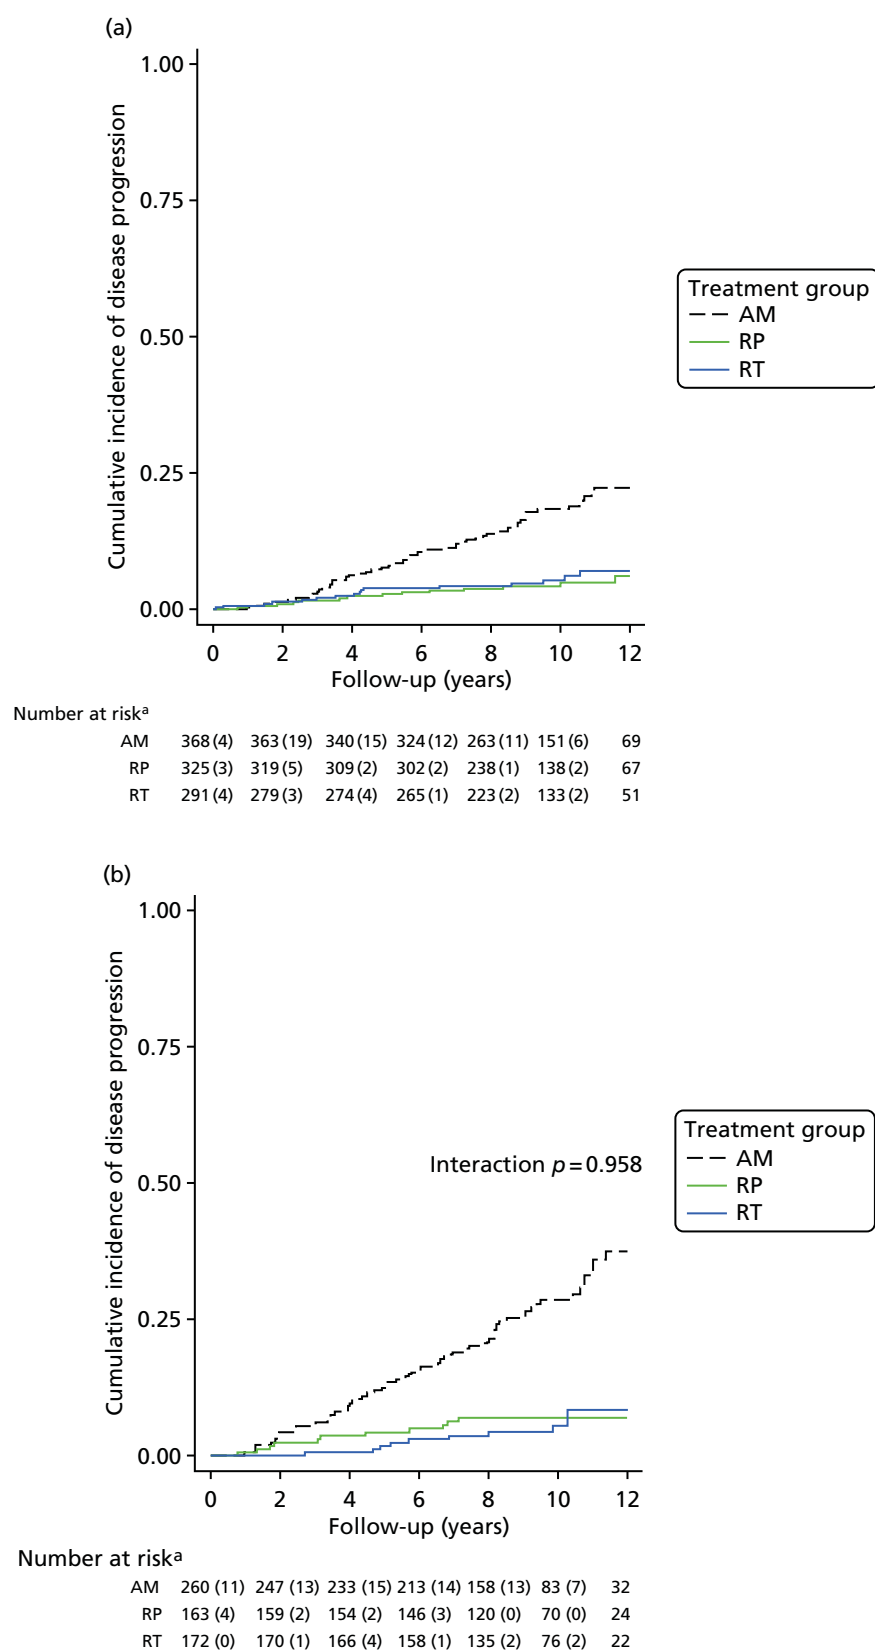 (a)
1.00
0.75
0.50
0.25
0.00
Cumulative incidence of disease progression
0 2 4 6 8 10 12
Follow-up (years)
Treatment group
AM
RP
RT
Number at riskª
AM 368 (4) 363 (19) 340 (15) 324 (12) 263 (11) 151 (6) 69
RP 325 (3) 319 (5) 309 (2) 302 (2) 238 (1) 138 (2) 67
RT 291 (4) 279 (3) 274 (4) 265 (1) 223 (2) 133 (2) 51
(b)
1.00
0.75
0.50
0.25
0.00
Cumulative incidence of disease progression
Interaction p = 0.958
0 2 4 6 8 10 12
Follow-up (years)
Treatment group
AM
RP
RT
Number at riskª
AM 260 (11) 247 (13) 233 (15) 213 (14) 158 (13) 83 (7) 32
RP 163 (4) 159 (2) 154 (2) 146 (3) 120 (0) 70 (0) 24
RT 172 (0) 170 (1) 166 (4) 158 (1) 135 (2) 76 (2) 22